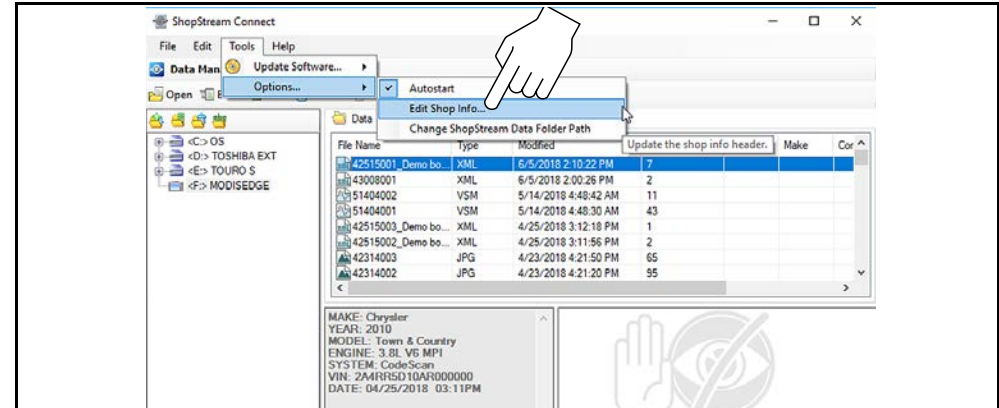 ShopStream Connect
File Edit Tools Help
Data Man
Update Software...
Open
Options...
Autostart
Edit Shop Info...
Change ShopStream Data Folder Path
Update the shop info header.
Data
<C:> OS
<D:> TOSHIBA EXT
<E:> TOURO S
<F:> MODISEDGE
File Name Type Modified Make Cor
42515001_Demo bo... XML 6/5/2018 2:10:22 PM 7
43008001 XML 6/5/2018 2:00:26 PM 2
51404002 VSM 5/14/2018 4:48:42 AM 11
51404001 VSM 5/14/2018 4:48:30 AM 43
42515003_Demo bo... XML 4/25/2018 3:12:18 PM 1
42515002_Demo bo... XML 4/25/2018 3:11:56 PM 2
42314003 JPG 4/23/2018 4:21:50 PM 65
42314002 JPG 4/23/2018 4:21:20 PM 95
MAKE: Chrysler
YEAR: 2010
MODEL: Town & Country
ENGINE: 3.8L V6 MPI
SYSTEM: CodeScan
VIN: 2A4RR5D10AR000000
DATE: 04/25/2018 03:11PM